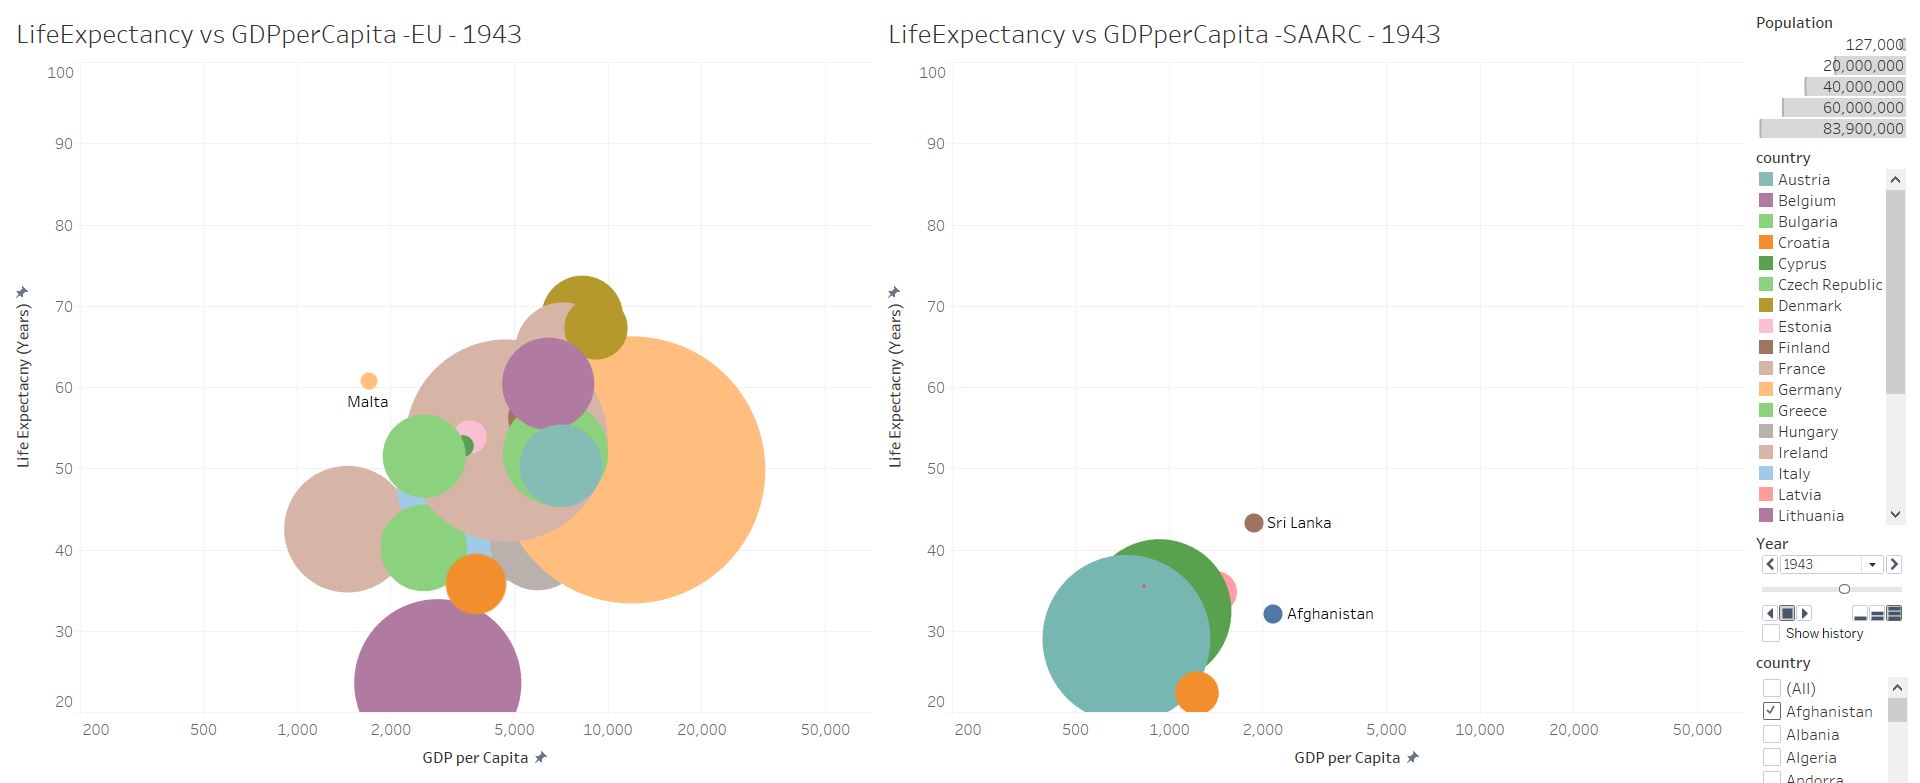 LifeExpectancy vs GDPperCapita -EU - 1943
100
90
80
70
60
50
40
30
20
Life Expectacny (Years)
Malta
200
500
1,000
2,000
5,000
10,000
20,000
50,000
GDP per Capita
LifeExpectancy vs GDPperCapita -SAARC - 1943
100
90
80
70
60
50
40
30
20
Life Expectacny (Years)
Sri Lanka
Afghanistan
200
500
1,000
2,000
5,000
10,000
20,000
50,000
GDP per Capita
Population
127,000
20,000,000
40,000,000
60,000,000
83,900,000
country
Austria
Belgium
Bulgaria
Croatia
Cyprus
Czech Republic
Denmark
Estonia
Finland
France
Germany
Greece
Hungary
Ireland
Italy
Latvia
Lithuania
Year
1943
Show history
country
(All)
Afghanistan
Albania
Algeria
Andorra